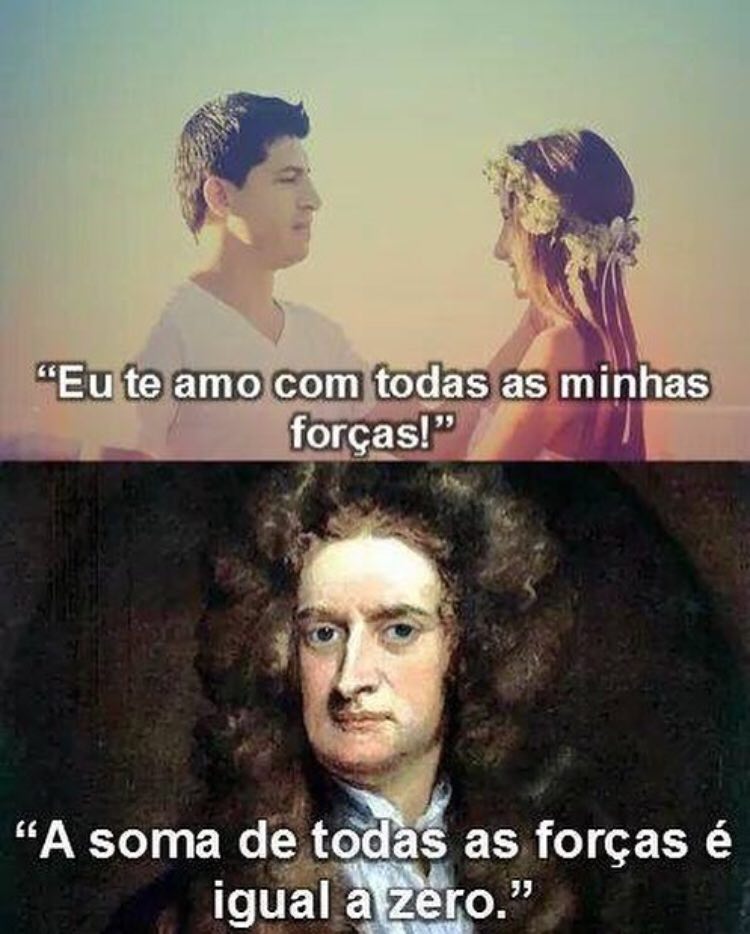 “Eu te amo com todas as minhas
forças!”
“A soma de todas as forças é
igual a zero.”